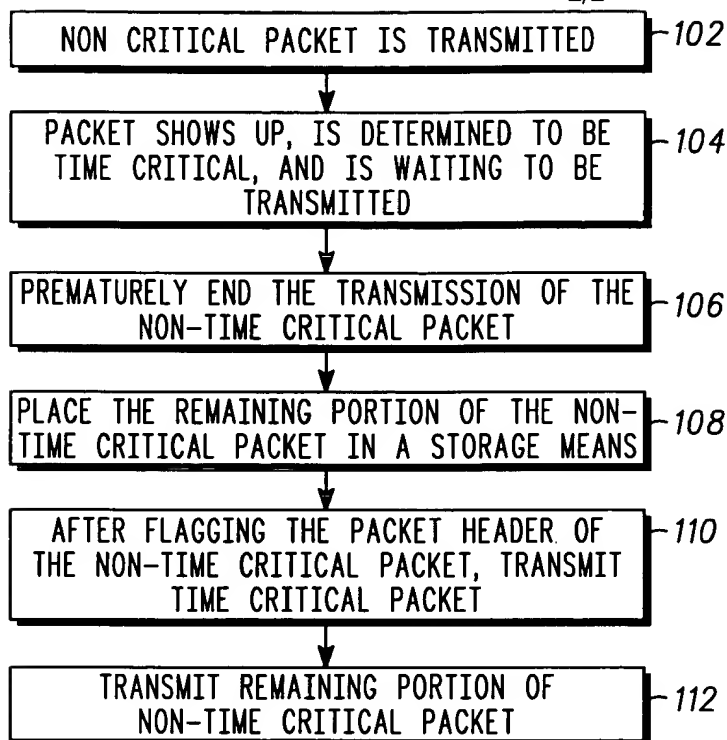 NON CRITICAL PACKET IS TRANSMITTED
102
PACKET SHOWS UP, IS DETERMINED TO BE
TIME CRITICAL, AND IS WAITING TO BE
TRANSMITTED
104
PREMATURELY END THE TRANSMISSION OF THE
NON-TIME CRITICAL PACKET
106
PLACE THE REMAINING PORTION OF THE NON-
TIME CRITICAL PACKET IN A STORAGE MEANS
108
AFTER FLAGGING THE PACKET HEADER OF
THE NON-TIME CRITICAL PACKET, TRANSMIT
TIME CRITICAL PACKET
110
TRANSMIT REMAINING PORTION OF
NON-TIME CRITICAL PACKET
112